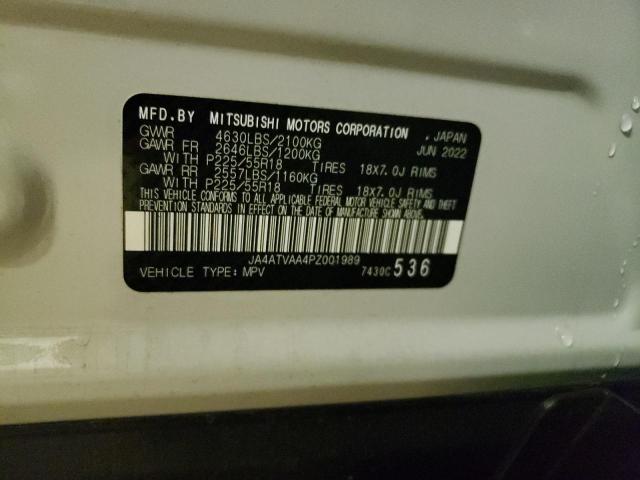 MFD.BY MITSUBISHI MOTORS CORPORATION . JAPAN
GVWR 4630LBS/2100KG JUN 2022
GAWR FR 2646LBS/1200KG
WITH P225/55R18 TIRES 18X7.0J RIMS
GAWR RR 2557LBS/1160KG
WITH P225/55R18 TIRES 18X7.0J RIMS
THIS VEHICLE CONFORMS TO ALL APPLICABLE FEDERAL MOTOR VEHICLE SAFETY AND THEFT
PREVENTION STANDARDS IN EFFECT ON THE DATE OF MANUFACTURE SHOWN ABOVE.
JA4ATVAA4PZ001989
VEHICLE TYPE: MPV 7430C 536